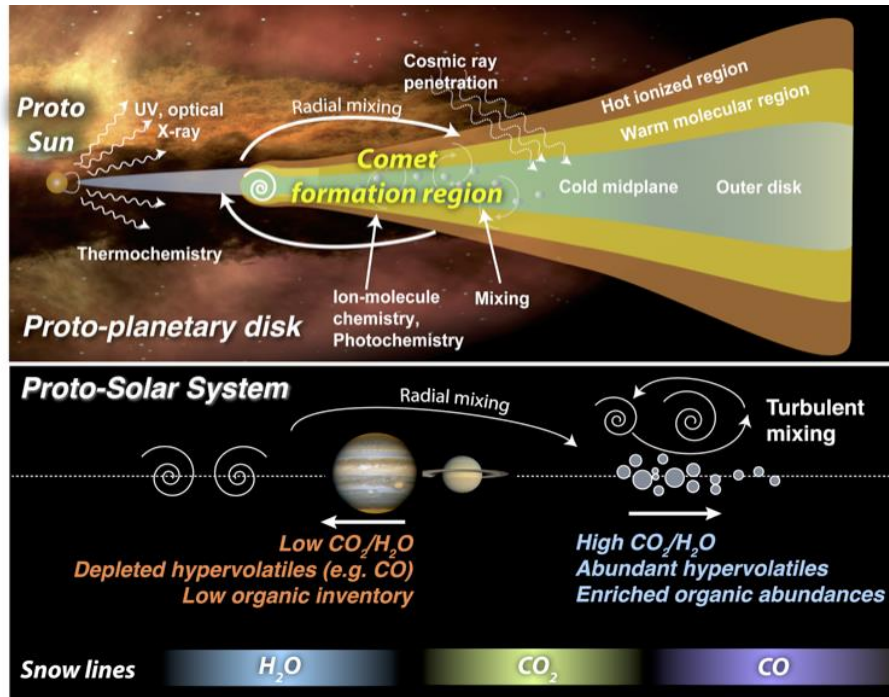 Proto
Sun
UV, optical
X-ray
Radial mixing
Cosmic ray
penetration
Hot ionized region
Warm molecular region
Comet
formation region
Cold midplane
Outer disk
Thermochemistry
Ion-molecule
chemistry,
Photochemistry
Mixing
Proto-planetary disk
Proto-Solar System
Radial mixing
Turbulent
mixing
Low CO₂/H₂O
Depleted hypervolatiles (e.g. CO)
Low organic inventory
High CO₂/H₂O
Abundant hypervolatiles
Enriched organic abundances
Snow lines
H₂O
CO₂
CO